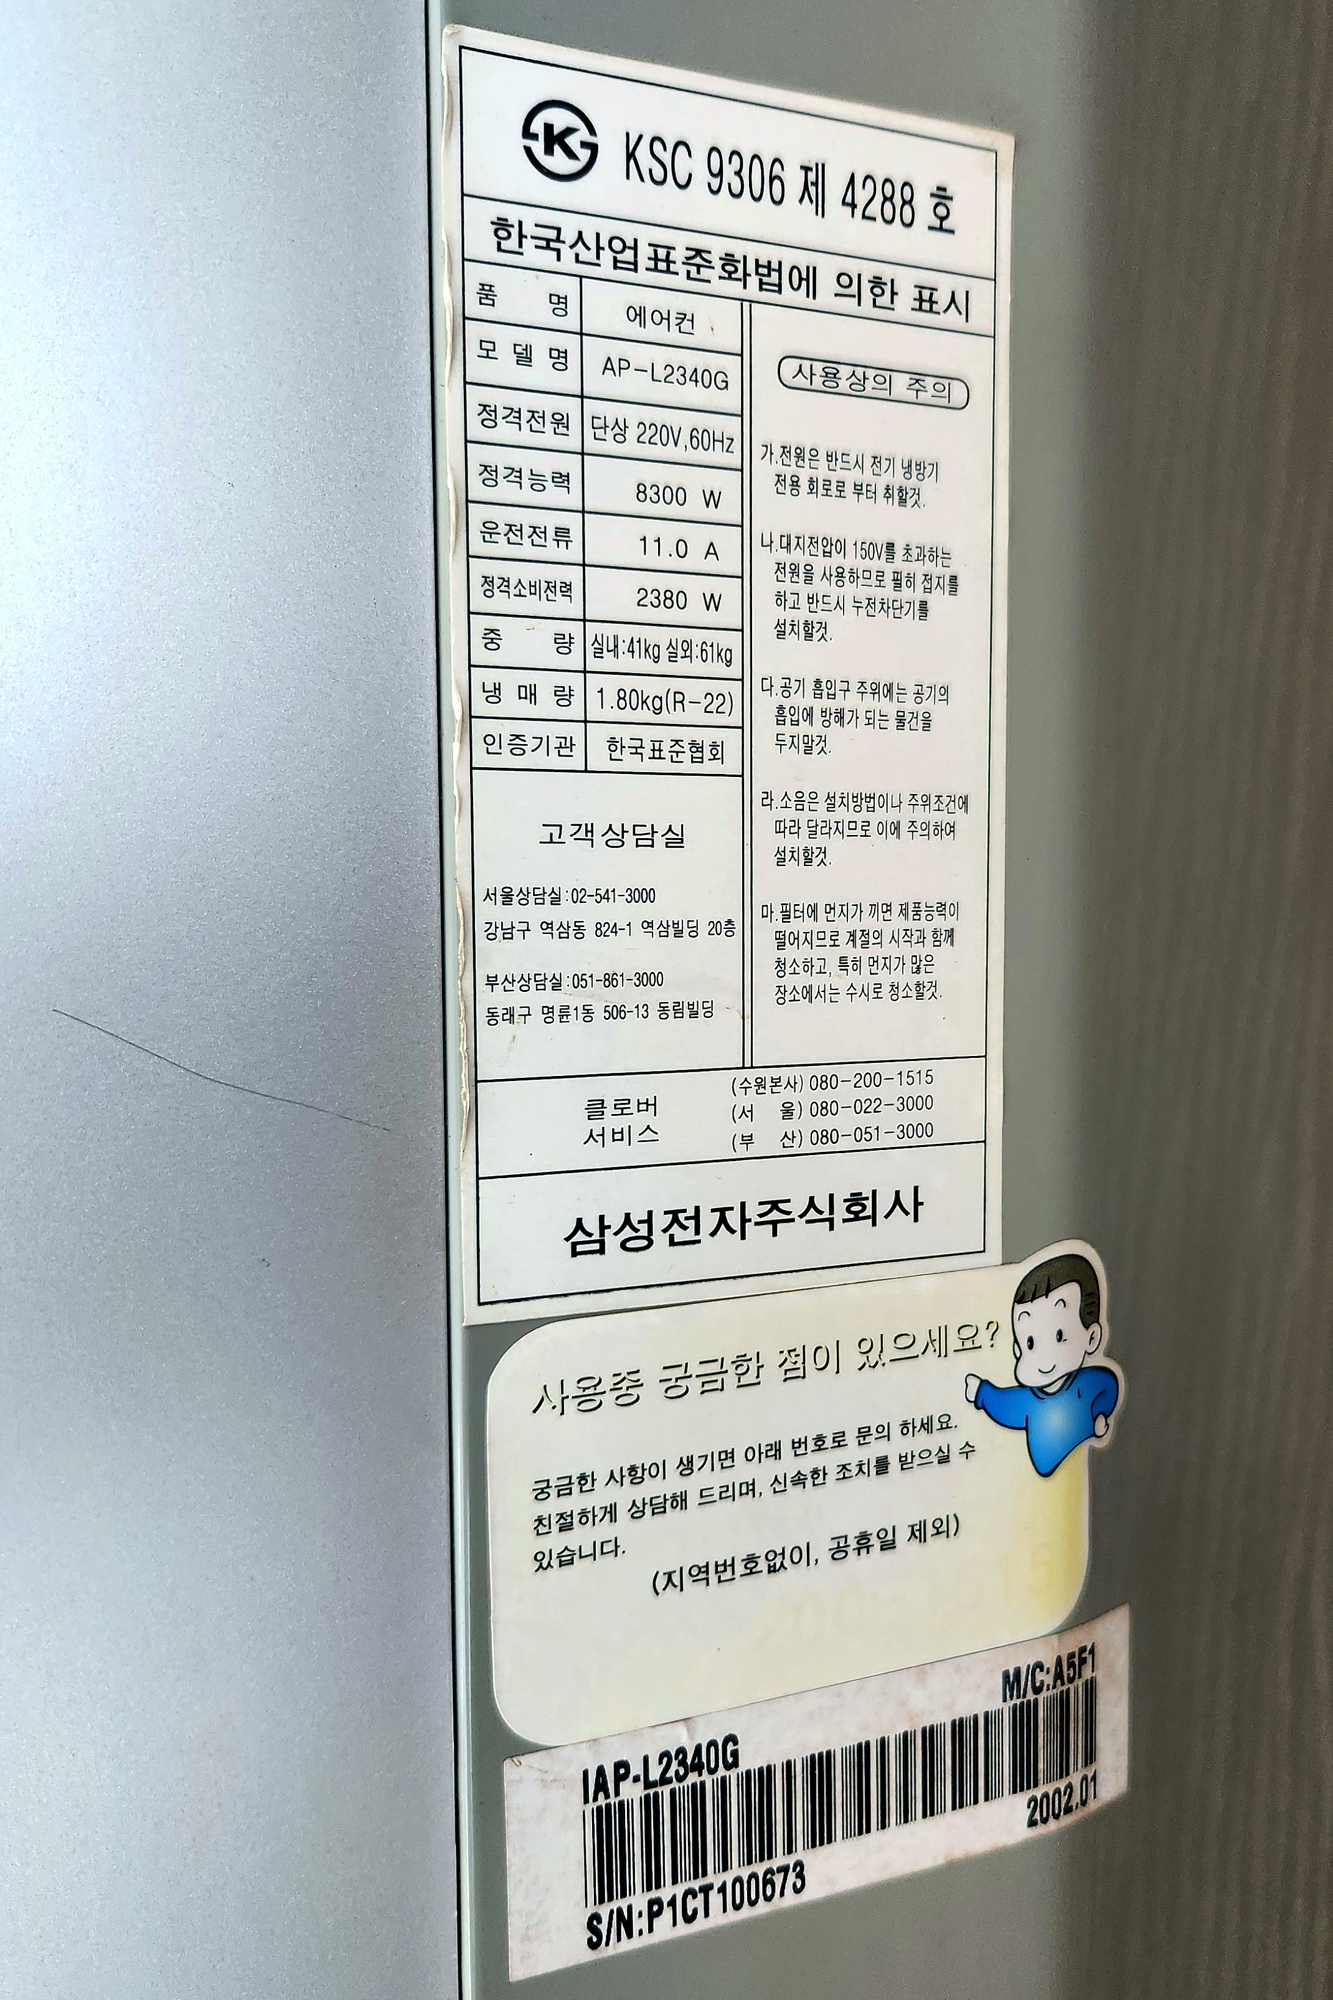 K KSC 9306 제 4288 호
한국산업표준화법에 의한 표시
품 명 에어컨
모 델 명 AP-L2340G
정격전원 단상 220V,60Hz
정격능력 8300 W
운전전류 11.0 A
정격소비전력 2380 W
중 량 실내:41kg 실외:61kg
냉 매 량 1.80kg(R-22)
인증기관 한국표준협회
고객상담실
서울상담실:02-541-3000
강남구 역삼동 824-1 역삼빌딩 20층
부산상담실:051-861-3000
동래구 명륜1동 506-13 동림빌딩
사용상의 주의
가.전원은 반드시 전기 냉방기
전용 회로로 부터 취할것.
나.대지전압이 150V를 초과하는
전원을 사용하므로 필히 접지를
하고 반드시 누전차단기를
설치할것.
다.공기 흡입구 주위에는 공기의
흡입에 방해가 되는 물건을
두지말것.
라.소음은 설치방법이나 주위조건에
따라 달라지므로 이에 주의하여
설치할것.
마.필터에 먼지가 끼면 제품능력이
떨어지므로 계절의 시작과 함께
청소하고, 특히 먼지가 많은
장소에서는 수시로 청소할것.
클로버
서비스
(수원본사) 080-200-1515
(서 울) 080-022-3000
(부 산) 080-051-3000
삼성전자주식회사
사용중 궁금한 점이 있으세요?
궁금한 사항이 생기면 아래 번호로 문의 하세요.
친절하게 상담해 드리며, 신속한 조치를 받으실 수
있습니다.
(지역번호없이, 공휴일 제외)
M/C:A5F1
IAP-L2340G
2002.01
S/N:P1CT100673